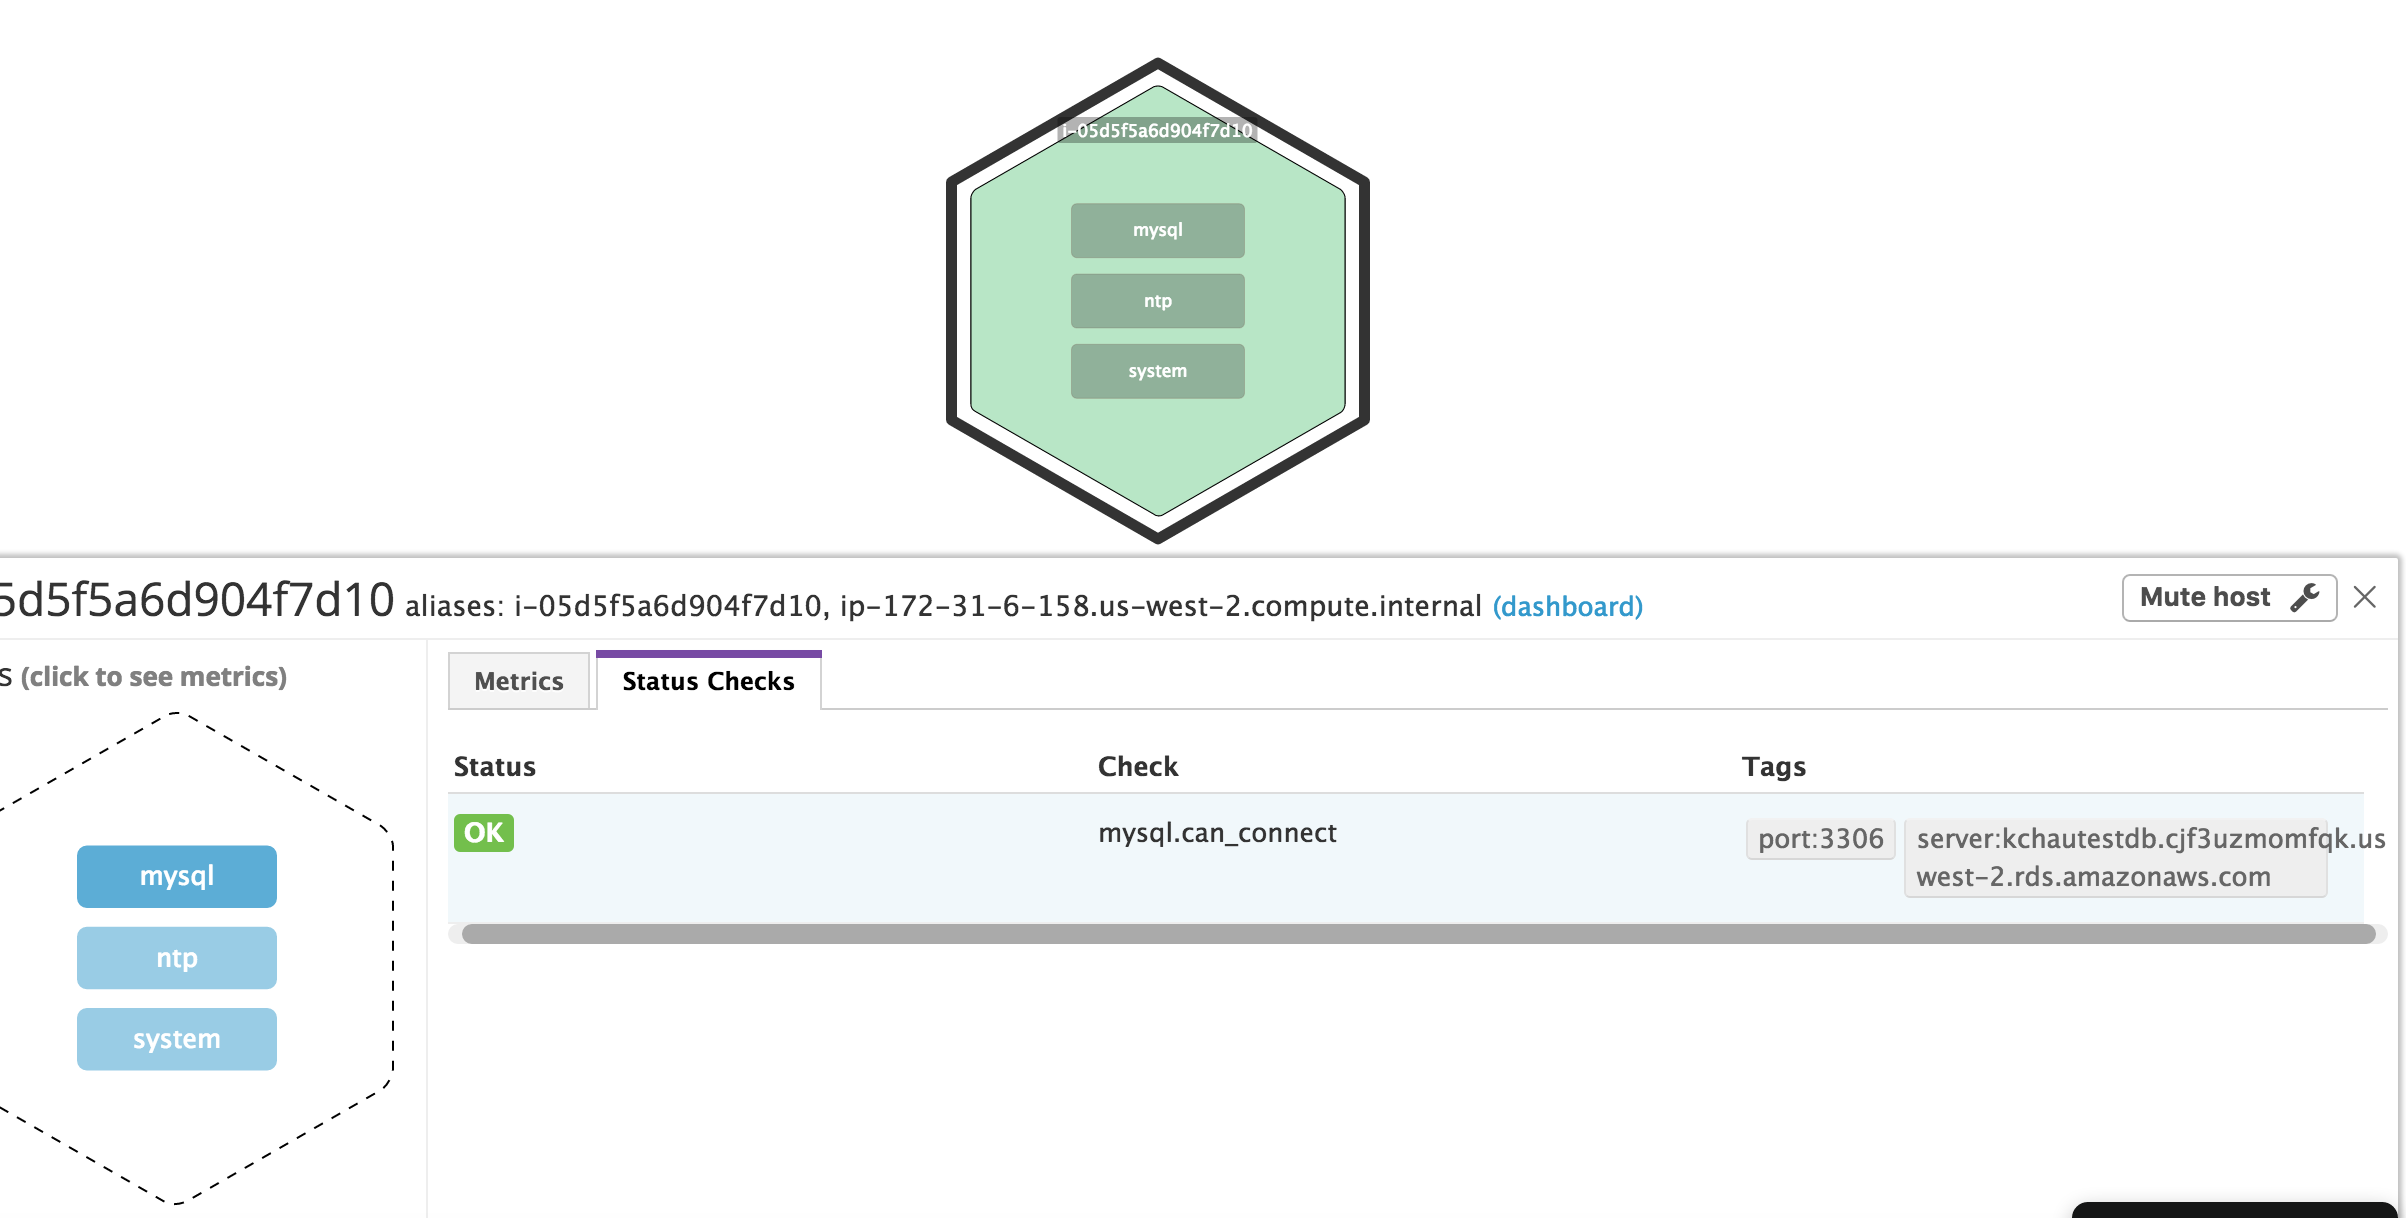 i-05d5f5a6d904f7d10
mysql
ntp
system
5d5f5a6d904f7d10 aliases: i-05d5f5a6d904f7d10, ip-172-31-6-158.us-west-2.compute.internal (dashboard)
Mute host
s (click to see metrics)
mysql
ntp
system
Metrics
Status Checks
Status Check Tags
OK mysql.can_connect port:3306 server:kchautestdb.cjf3uzmomfqk.us
west-2.rds.amazonaws.com